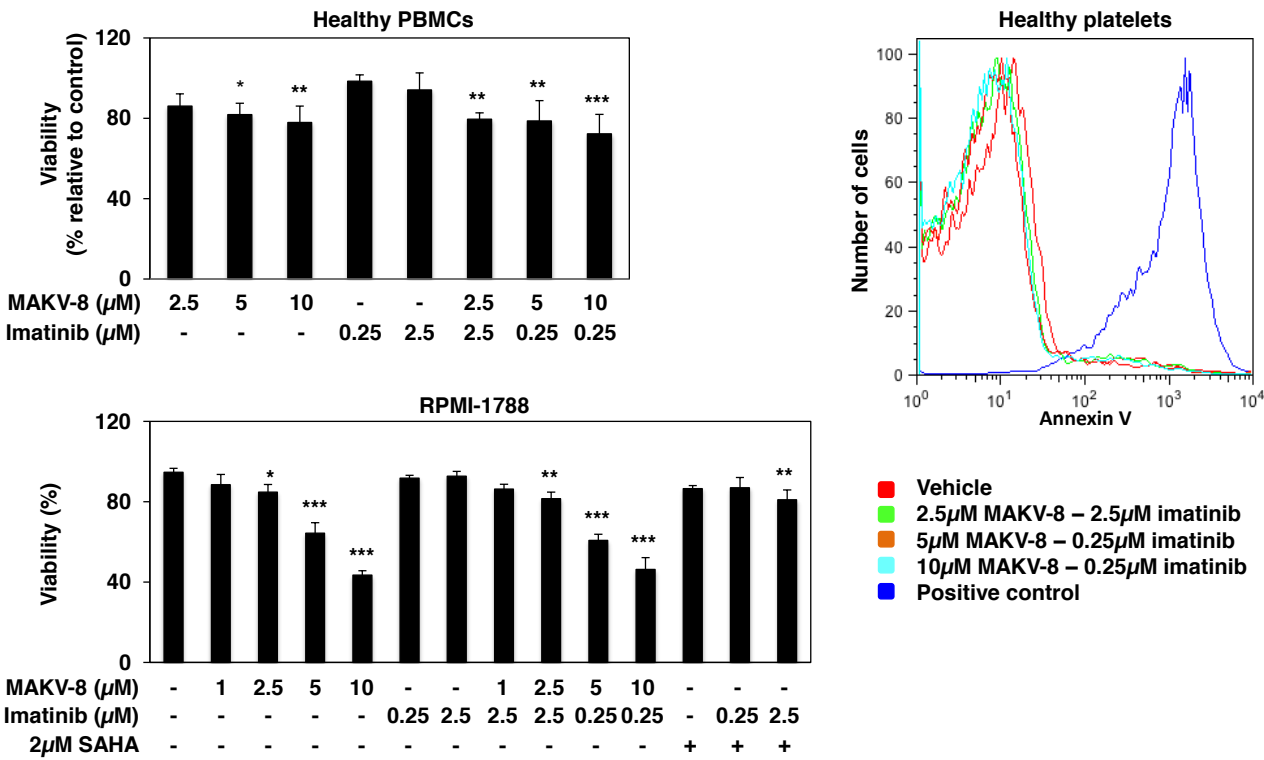 Healthy PBMCs
Viability
(% relative to control)
120
80
40
0
* ** ** ** ***
MAKV-8 (µM) 2.5 5 10 - - 2.5 5 10
Imatinib (µM) - - - 0.25 2.5 2.5 0.25 0.25
Healthy platelets
Number of cells
100
80
60
40
20
0
10^0 10^1 10^2 10^3 10^4
Annexin V
RPMI-1788
Viability (%)
120
80
40
0
* *** *** ** *** *** **
MAKV-8 (µM) - 1 2.5 5 10 - - 1 2.5 5 10 - - -
Imatinib (µM) - - - - - 0.25 2.5 2.5 2.5 0.25 0.25 - 0.25 2.5
2µM SAHA - - - - - - - - - - - + + +
Vehicle
2.5µM MAKV-8 – 2.5µM imatinib
5µM MAKV-8 – 0.25µM imatinib
10µM MAKV-8 – 0.25µM imatinib
Positive control